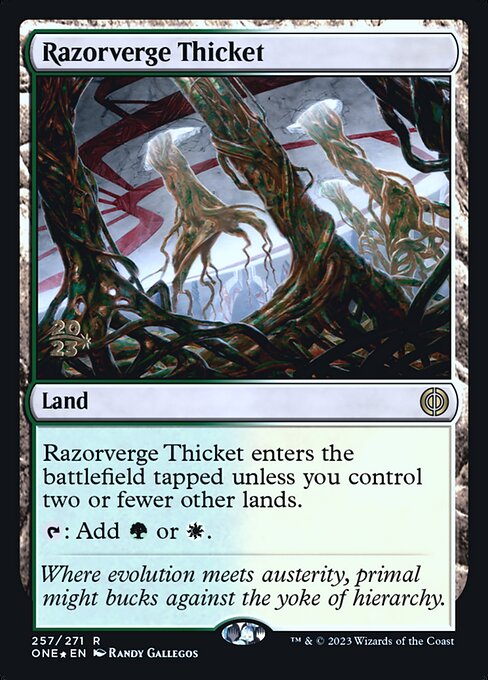 Razorverge Thicket
20
23
Land
Razorverge Thicket enters the
battlefield tapped unless you control
two or fewer other lands.
: Add or .
Where evolution meets austerity, primal
might bucks against the yoke of hierarchy.
257/271 R
ONE★EN Randy Gallegos
™ & © 2023 Wizards of the Coast